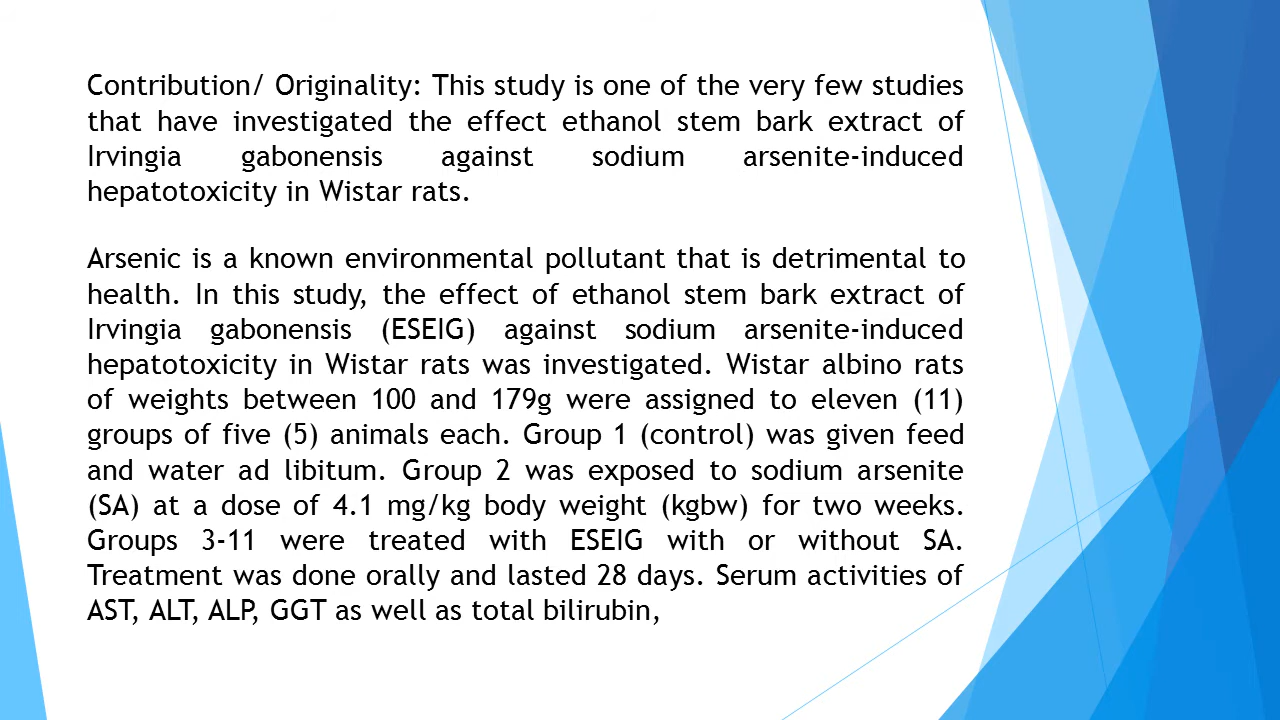 Contribution/ Originality: This study is one of the very few studies
that have investigated the effect ethanol stem bark extract of
Irvingia gabonensis against sodium arsenite-induced
hepatotoxicity in Wistar rats.
Arsenic is a known environmental pollutant that is detrimental to
health. In this study, the effect of ethanol stem bark extract of
Irvingia gabonensis (ESEIG) against sodium arsenite-induced
hepatotoxicity in Wistar rats was investigated. Wistar albino rats
of weights between 100 and 179g were assigned to eleven (11)
groups of five (5) animals each. Group 1 (control) was given feed
and water ad libitum. Group 2 was exposed to sodium arsenite
(SA) at a dose of 4.1 mg/kg body weight (kgbw) for two weeks.
Groups 3-11 were treated with ESEIG with or without SA.
Treatment was done orally and lasted 28 days. Serum activities of
AST, ALT, ALP, GGT as well as total bilirubin,